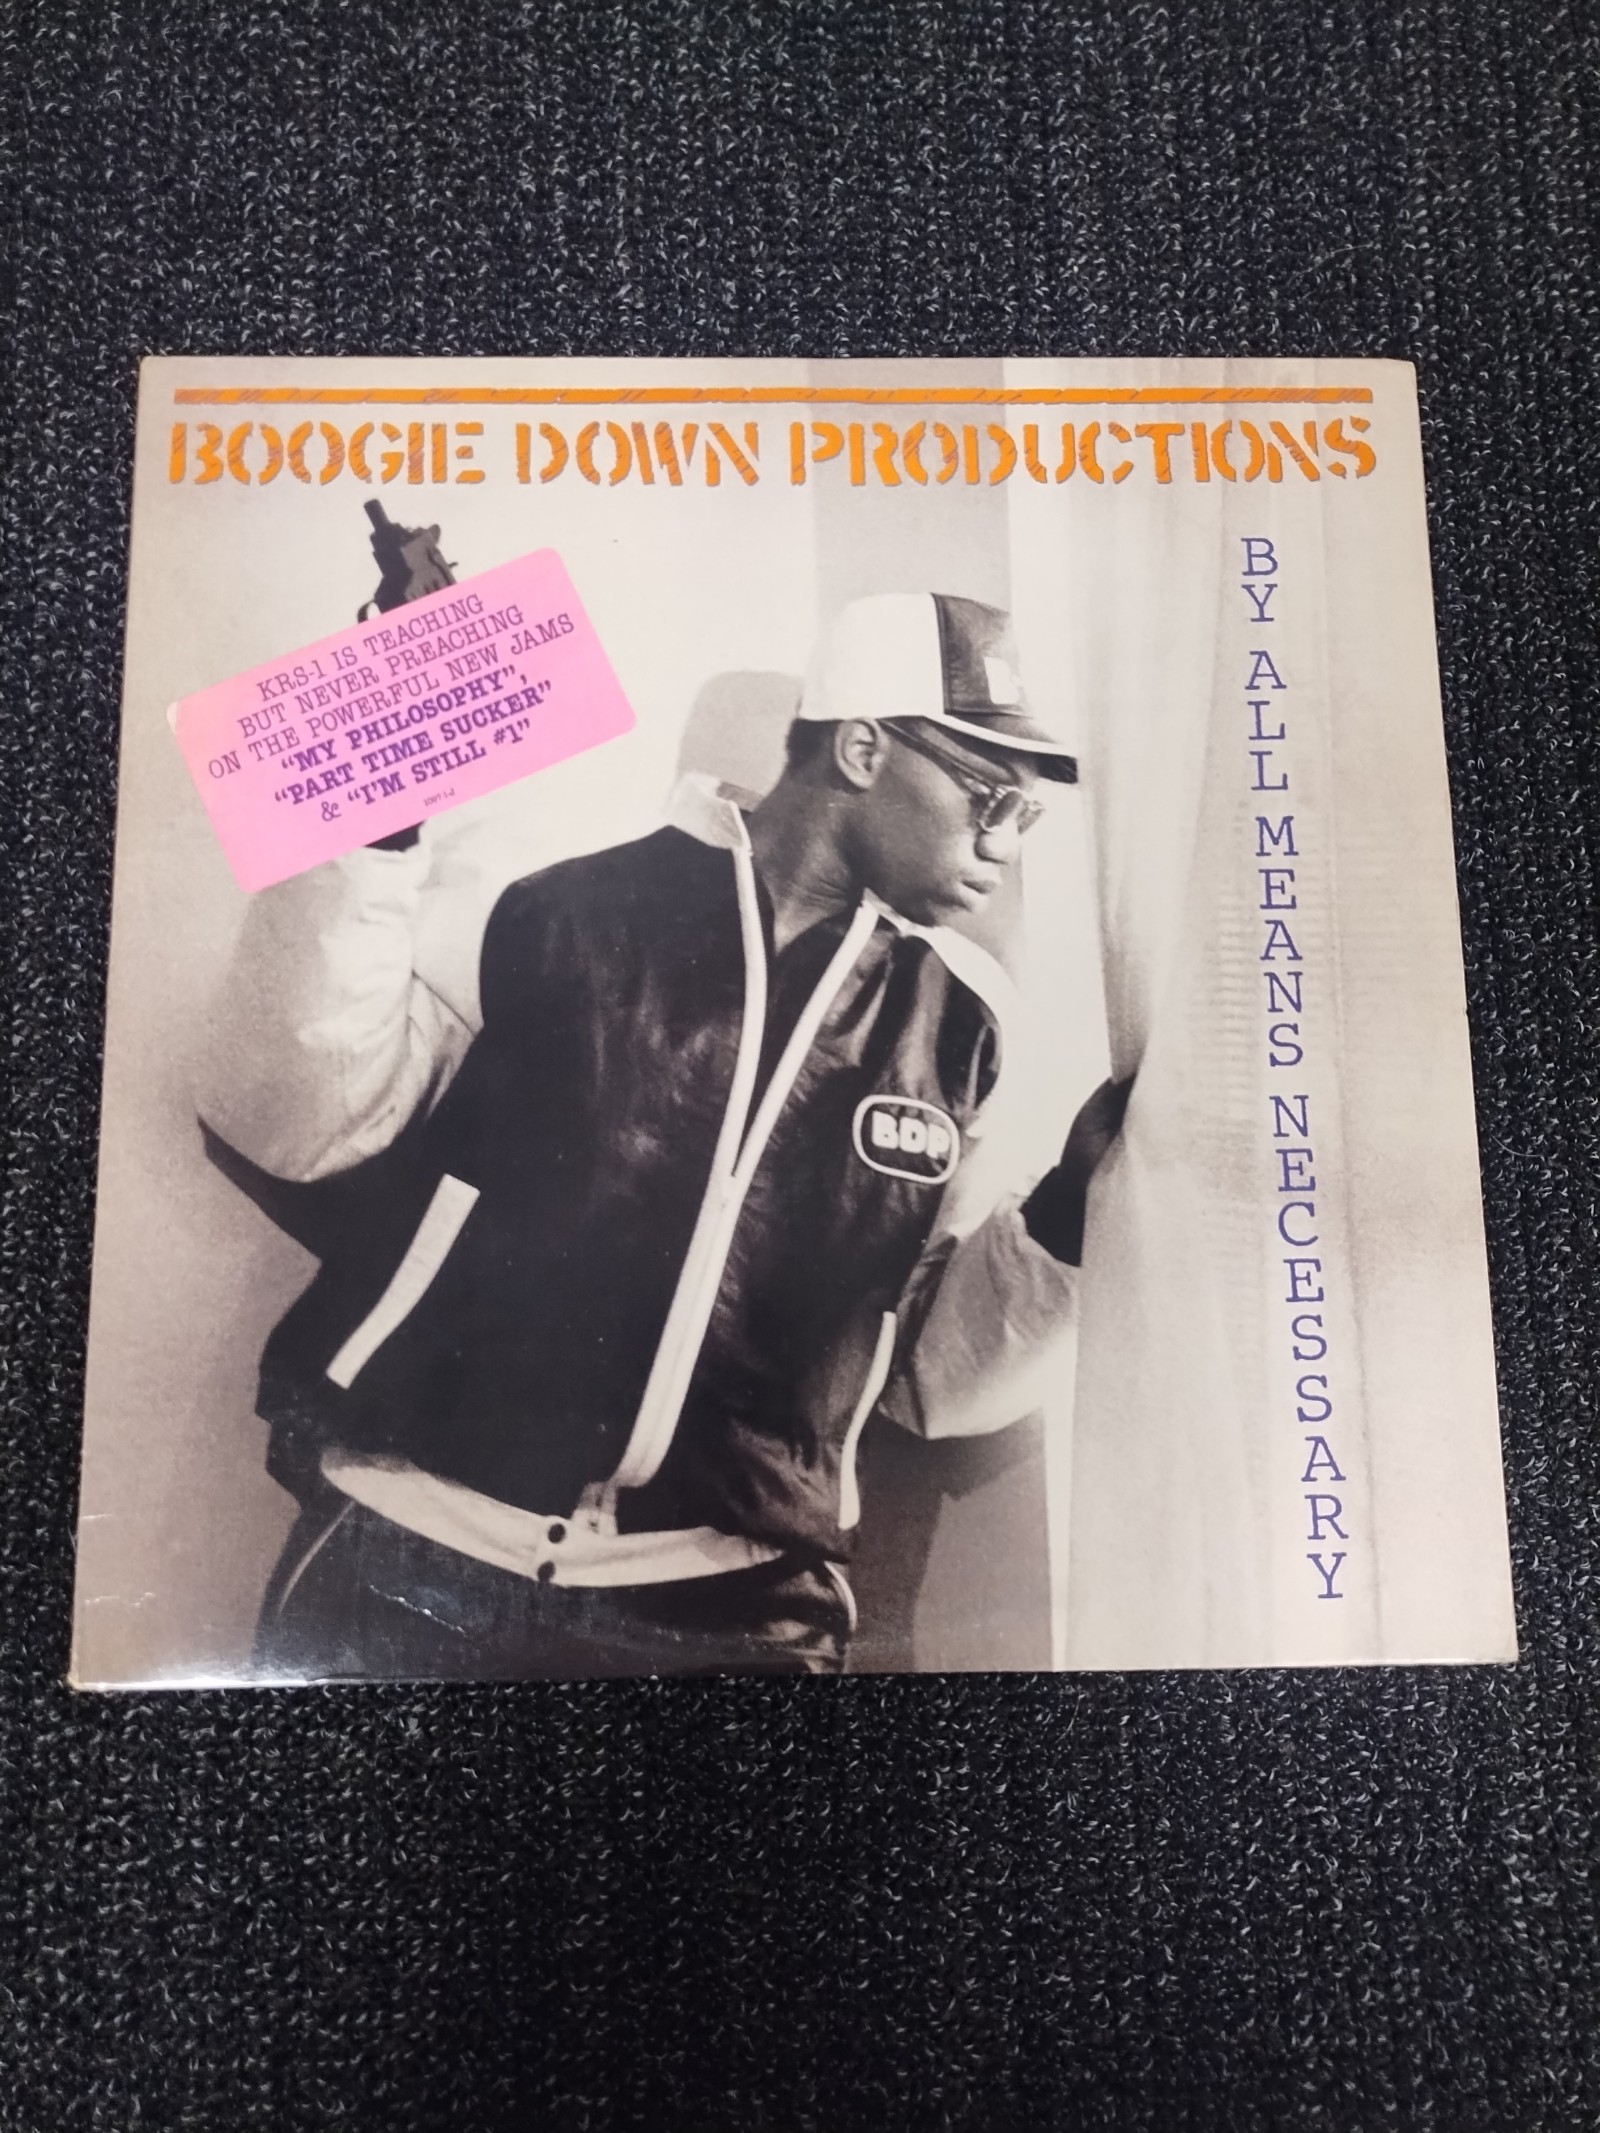 BOOGIE DOWN PRODUCTIONS
BY ALL MEANS NECESSARY
KRS-1 IS TEACHING
BUT NEVER PREACHING
ON THE POWERFUL NEW JAMS
"MY PHILOSOPHY",
"PART TIME SUCKER"
& "I'M STILL #1"
BDP